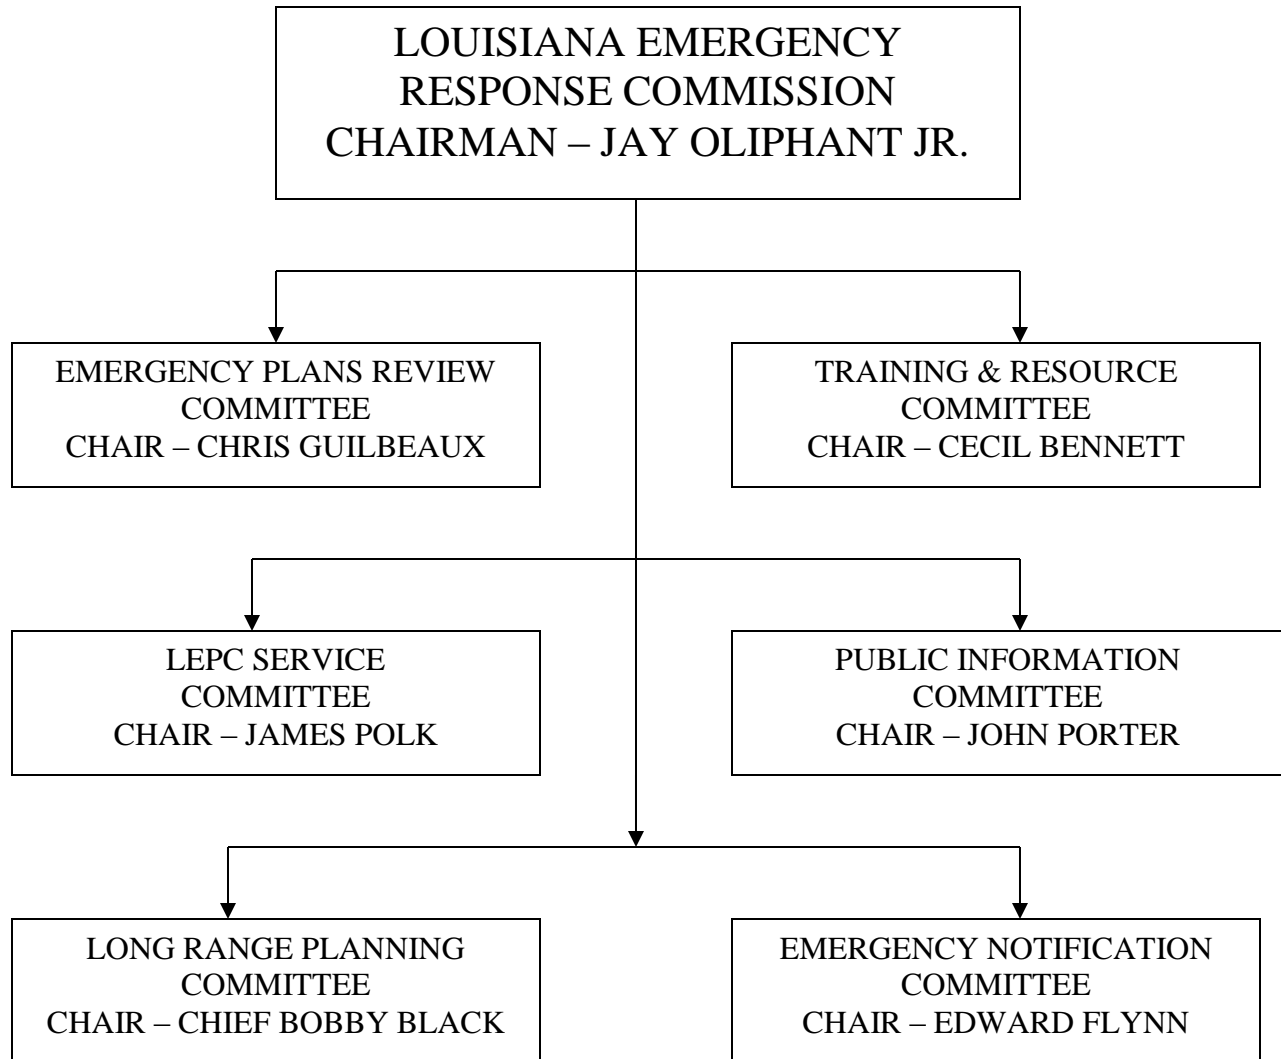 LOUISIANA EMERGENCY
RESPONSE COMMISSION
CHAIRMAN – JAY OLIPHANT JR.
EMERGENCY PLANS REVIEW
COMMITTEE
CHAIR – CHRIS GUILBEAUX
TRAINING & RESOURCE
COMMITTEE
CHAIR – CECIL BENNETT
LEPC SERVICE
COMMITTEE
CHAIR – JAMES POLK
PUBLIC INFORMATION
COMMITTEE
CHAIR – JOHN PORTER
LONG RANGE PLANNING
COMMITTEE
CHAIR – CHIEF BOBBY BLACK
EMERGENCY NOTIFICATION
COMMITTEE
CHAIR – EDWARD FLYNN